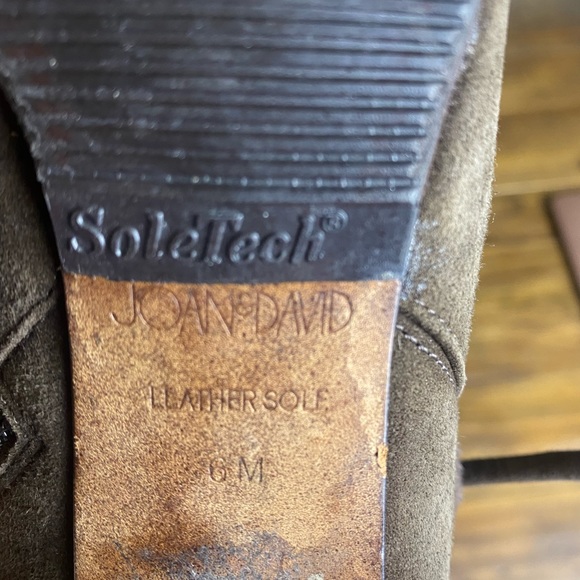 SoleTech®
JOAN & DAVID
LEATHER SOLE
6 M